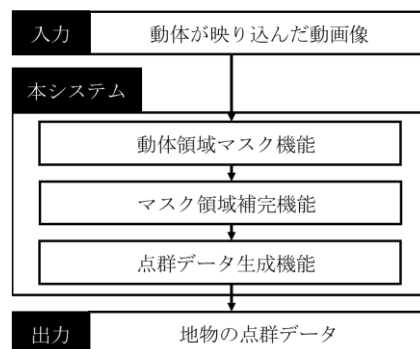 入力 動体が映り込んだ動画像
本システム
動体領域マスク機能
マスク領域補完機能
点群データ生成機能
出力 地物の点群データ